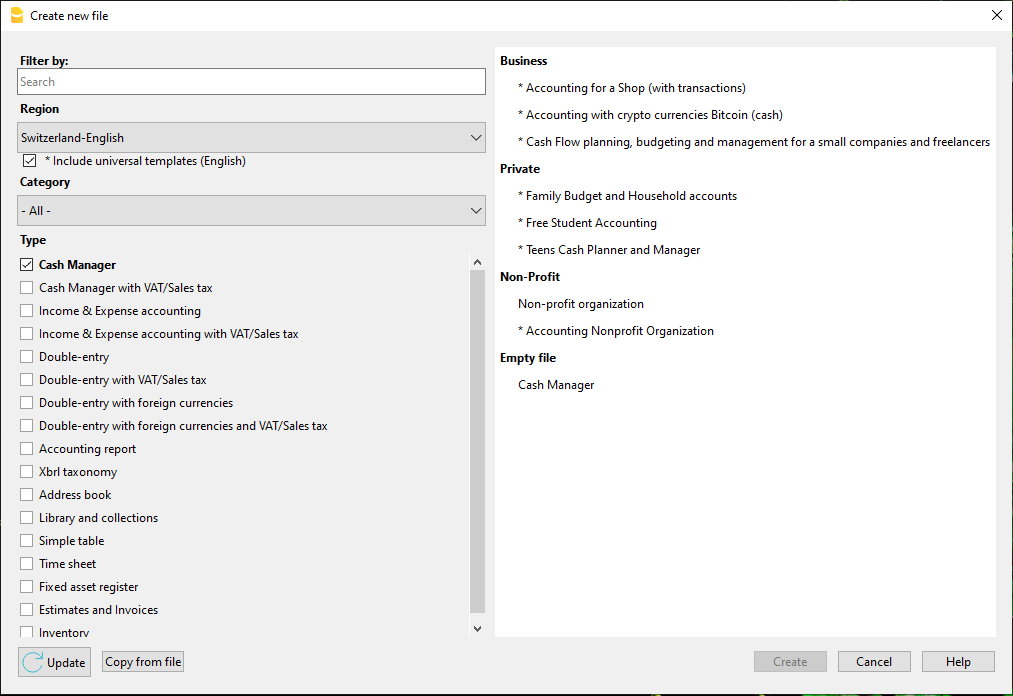 Create new file
Filter by:
Search
Region
Switzerland-English
* Include universal templates (English)
Category
- All -
Type
Cash Manager
Cash Manager with VAT/Sales tax
Income & Expense accounting
Income & Expense accounting with VAT/Sales tax
Double-entry
Double-entry with VAT/Sales tax
Double-entry with foreign currencies
Double-entry with foreign currencies and VAT/Sales tax
Accounting report
Xbrl taxonomy
Address book
Library and collections
Simple table
Time sheet
Fixed asset register
Estimates and Invoices
Inventory
Business
* Accounting for a Shop (with transactions)
* Accounting with crypto currencies Bitcoin (cash)
* Cash Flow planning, budgeting and management for a small companies and freelancers
Private
* Family Budget and Household accounts
* Free Student Accounting
* Teens Cash Planner and Manager
Non-Profit
Non-profit organization
* Accounting Nonprofit Organization
Empty file
Cash Manager
Update
Copy from file
Create
Cancel
Help